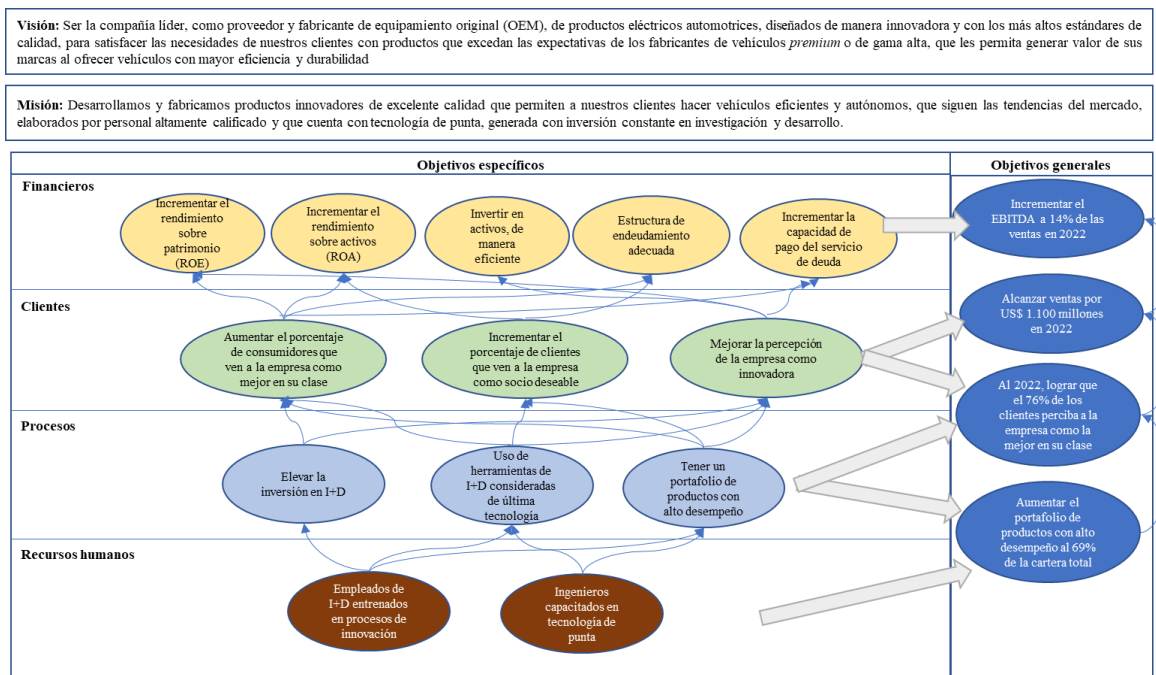 Visión: Ser la compañía líder, como proveedor y fabricante de equipamiento original (OEM), de productos eléctricos automotrices, diseñados de manera innovadora y con los más altos estándares de
calidad, para satisfacer las necesidades de nuestros clientes con productos que excedan las expectativas de los fabricantes de vehículos premium o de gama alta, que les permita generar valor de sus
marcas al ofrecer vehículos con mayor eficiencia y durabilidad
Misión: Desarrollamos y fabricamos productos innovadores de excelente calidad que permiten a nuestros clientes hacer vehículos eficientes y autónomos, que siguen las tendencias del mercado,
elaborados por personal altamente calificado y que cuenta con tecnología de punta, generada con inversión constante en investigación y desarrollo.
Objetivos específicos
Objetivos generales
Financieros
Incrementar el
rendimiento
sobre
patrimonio
(ROE)
Incrementar el
rendimiento
sobre activos
(ROA)
Invertir en
activos, de
manera
eficiente
Estructura de
endeudamiento
adecuada
Incrementar la
capacidad de
pago del servicio
de deuda
Incrementar el
EBITDA a 14% de las
ventas en 2022
Clientes
Aumentar el porcentaje
de consumidores que
ven a la empresa como
mejor en su clase
Incrementar el
porcentaje de clientes
que ven a la empresa
como socio deseable
Mejorar la percepción
de la empresa como
innovadora
Alcanzar ventas por
US$ 1.100 millones
en 2022
Al 2022, lograr que
el 76% de los
clientes perciba a la
empresa como la
mejor en su clase
Procesos
Elevar la
inversión en I+D
Uso de
herramientas de
I+D consideradas
de última
tecnología
Tener un
portafolio de
productos con
alto desempeño
Aumentar el
portafolio de
productos con alto
desempeño al 69%
de la cartera total
Recursos humanos
Empleados de
I+D entrenados
en procesos de
innovación
Ingenieros
capacitados en
tecnología de
punta